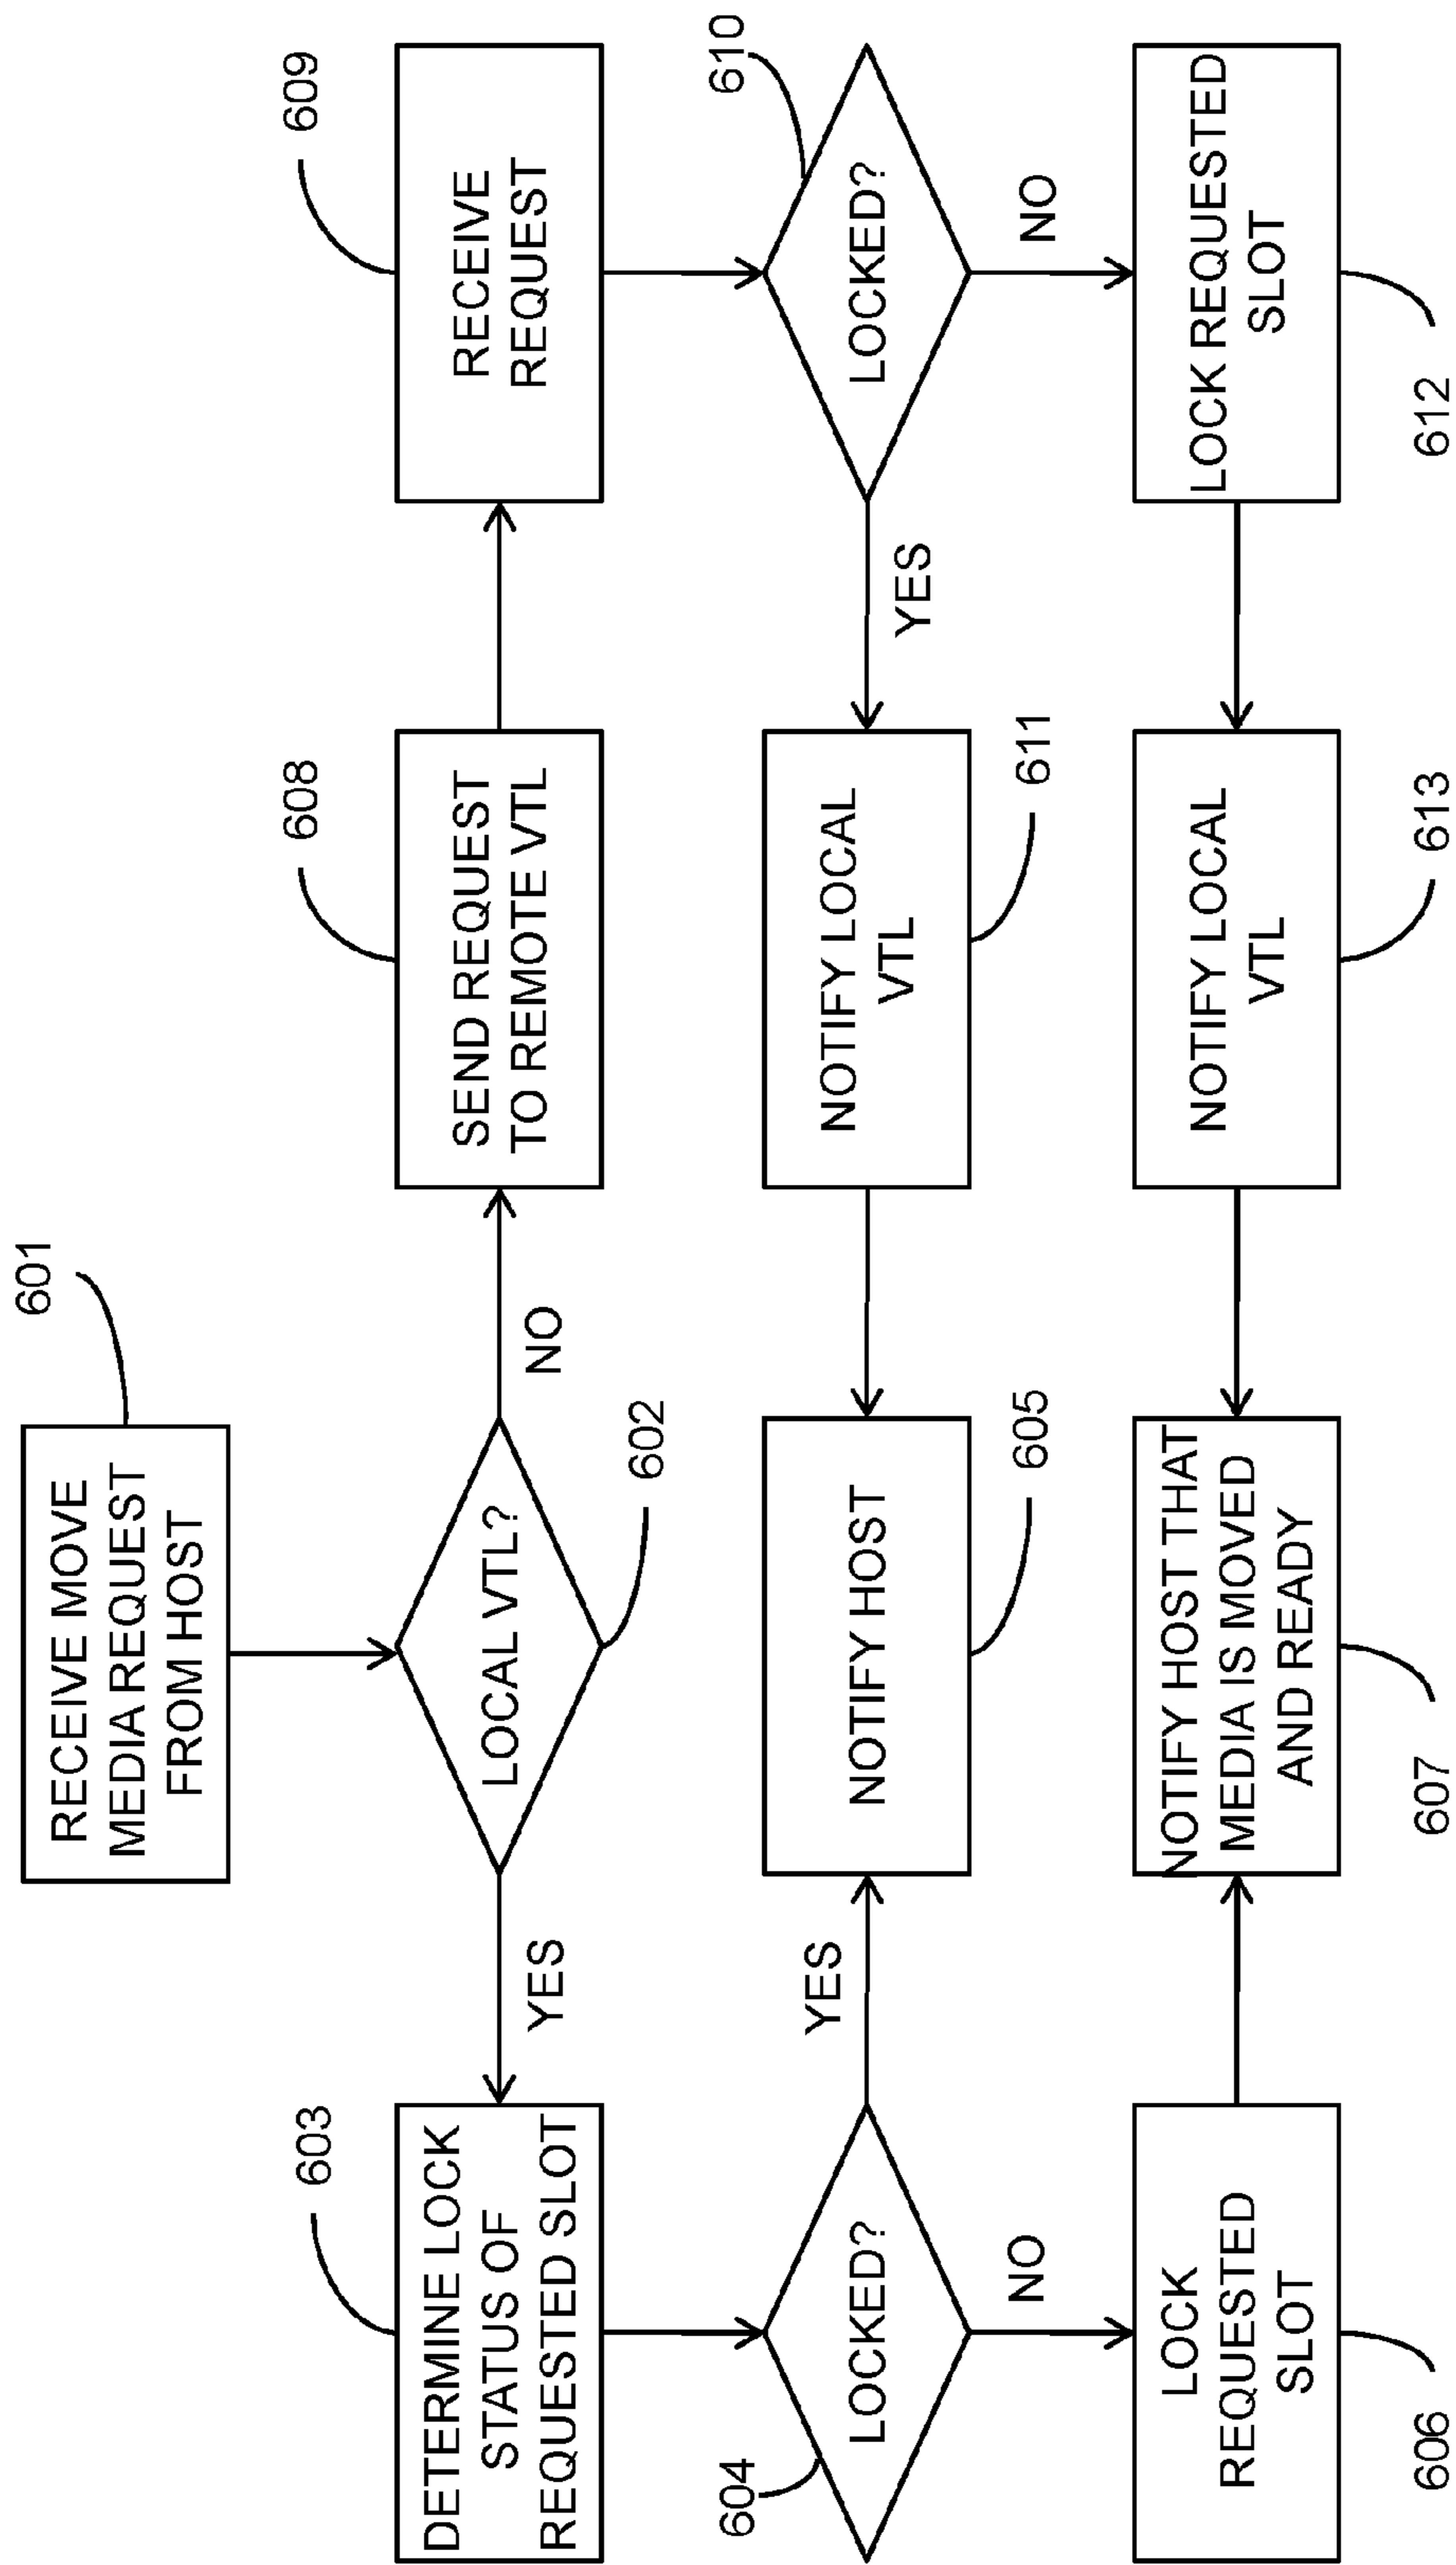 601
RECEIVE MOVE
MEDIA REQUEST
FROM HOST
603
DETERMINE LOCK
STATUS OF
REQUESTED SLOT
YES
LOCAL VTL?
602
NO
608
SEND REQUEST
TO REMOTE VTL
609
RECEIVE
REQUEST
604
LOCKED?
YES
NOTIFY HOST
605
NOTIFY LOCAL
VTL
611
YES
LOCKED?
610
NO
NO
LOCK
REQUESTED
SLOT
606
NOTIFY HOST THAT
MEDIA IS MOVED
AND READY
607
NOTIFY LOCAL
VTL
613
LOCK REQUESTED
SLOT
612